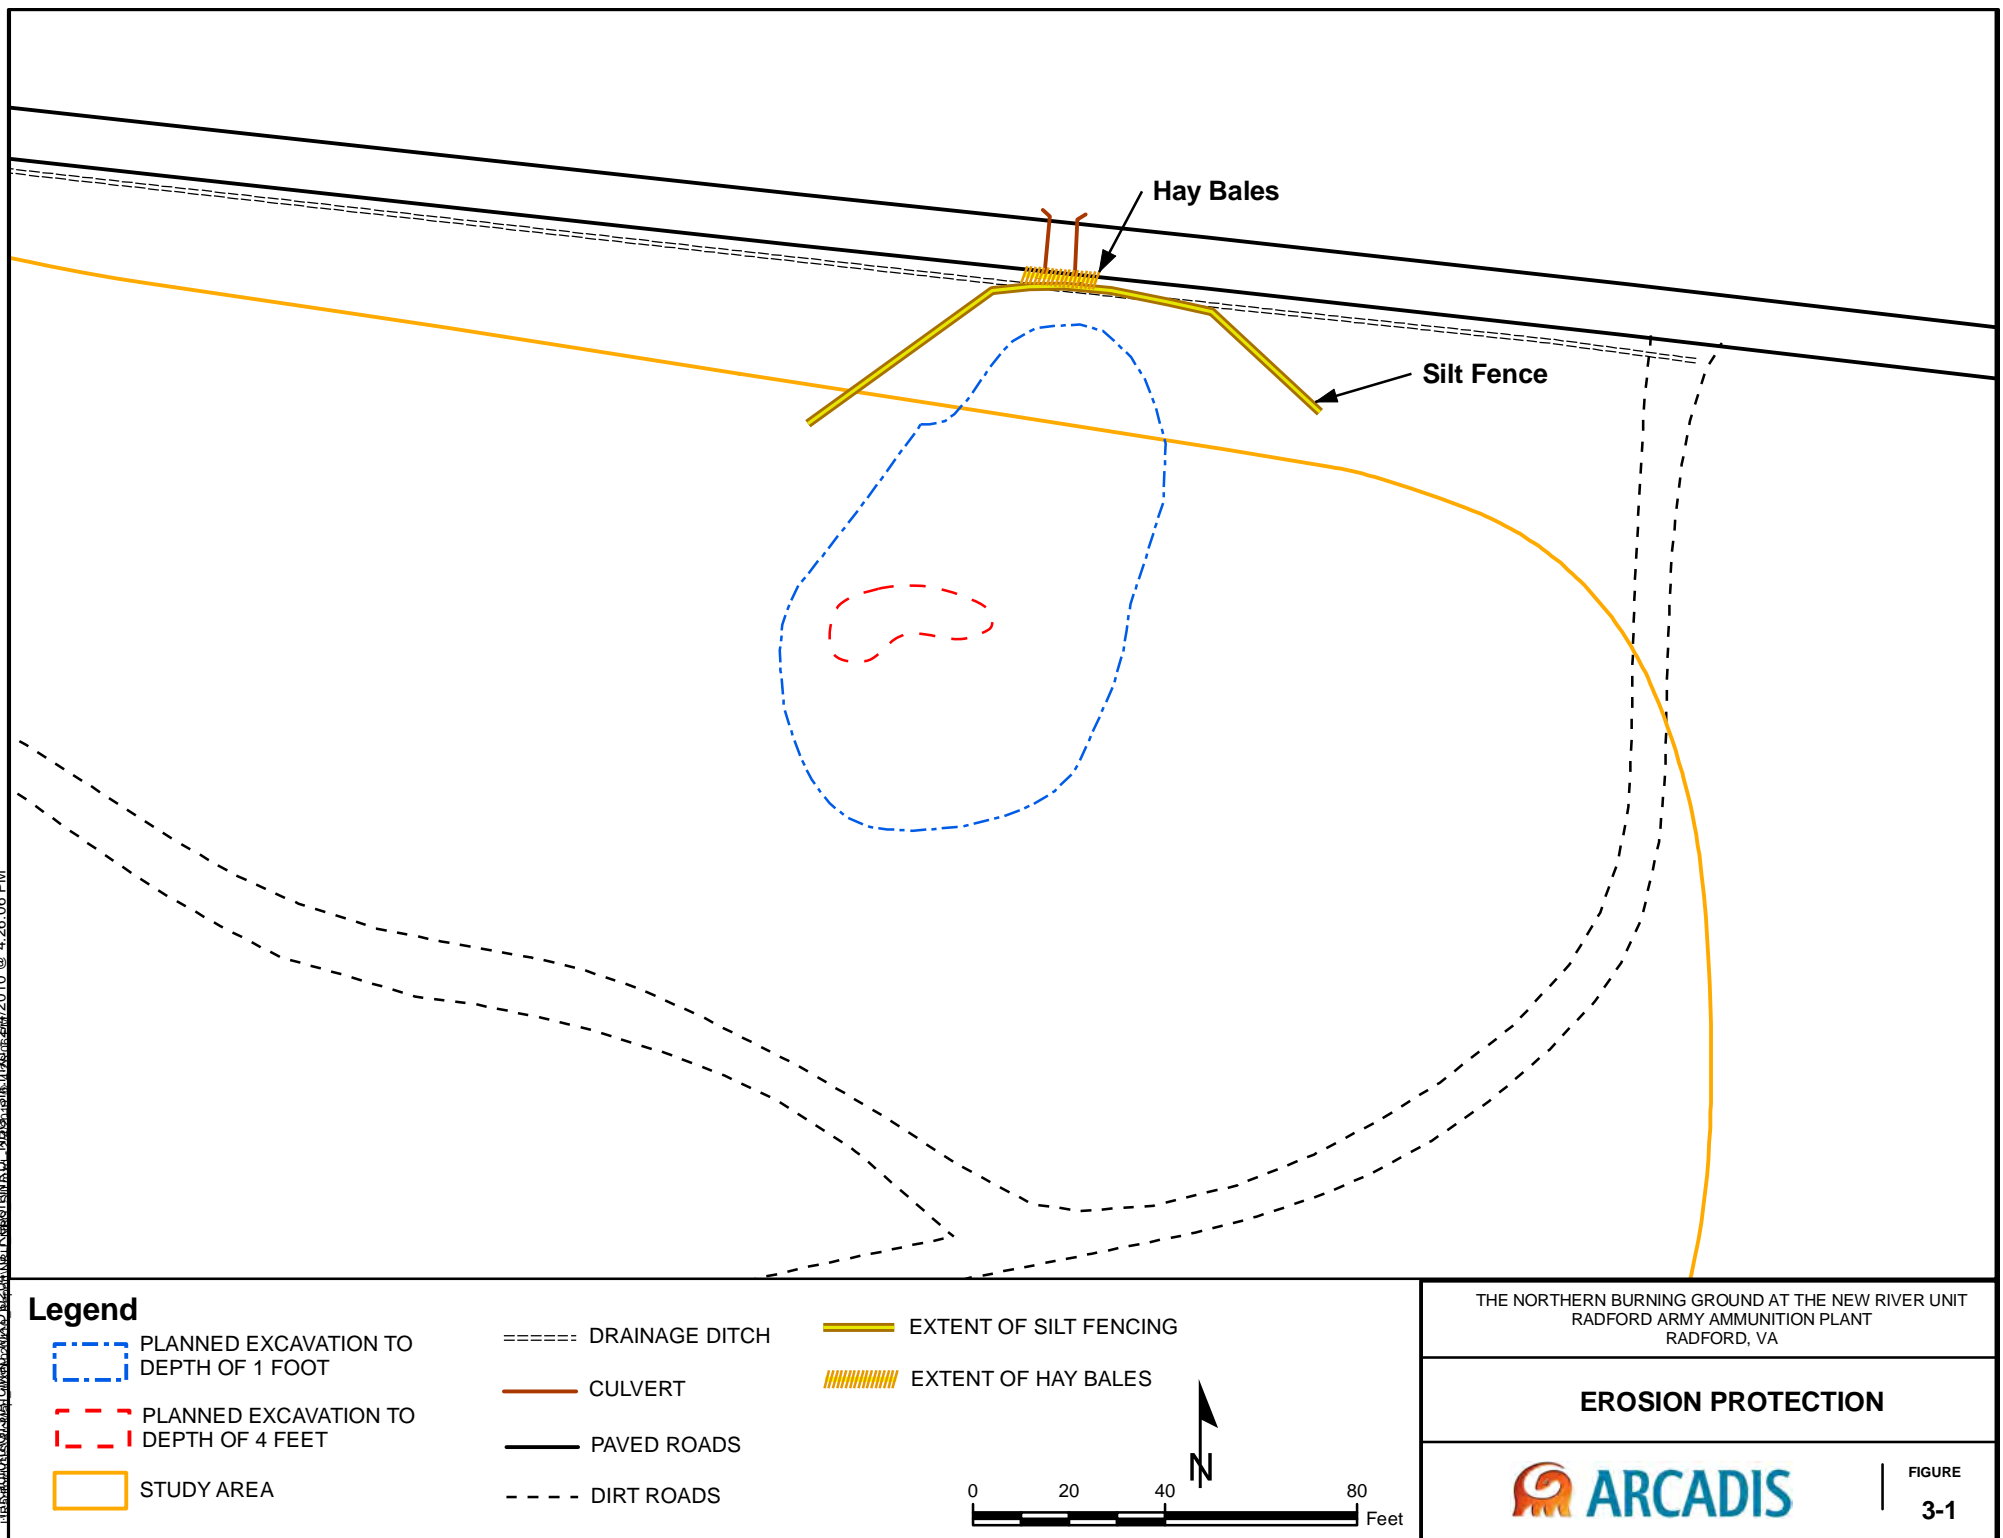 Hay Bales
Silt Fence
Legend
PLANNED EXCAVATION TO
DEPTH OF 1 FOOT
PLANNED EXCAVATION TO
DEPTH OF 4 FEET
STUDY AREA
DRAINAGE DITCH
CULVERT
PAVED ROADS
DIRT ROADS
EXTENT OF SILT FENCING
EXTENT OF HAY BALES
N
0 20 40 80
Feet
THE NORTHERN BURNING GROUND AT THE NEW RIVER UNIT
RADFORD ARMY AMMUNITION PLANT
RADFORD, VA
EROSION PROTECTION
ARCADIS
FIGURE
3-1